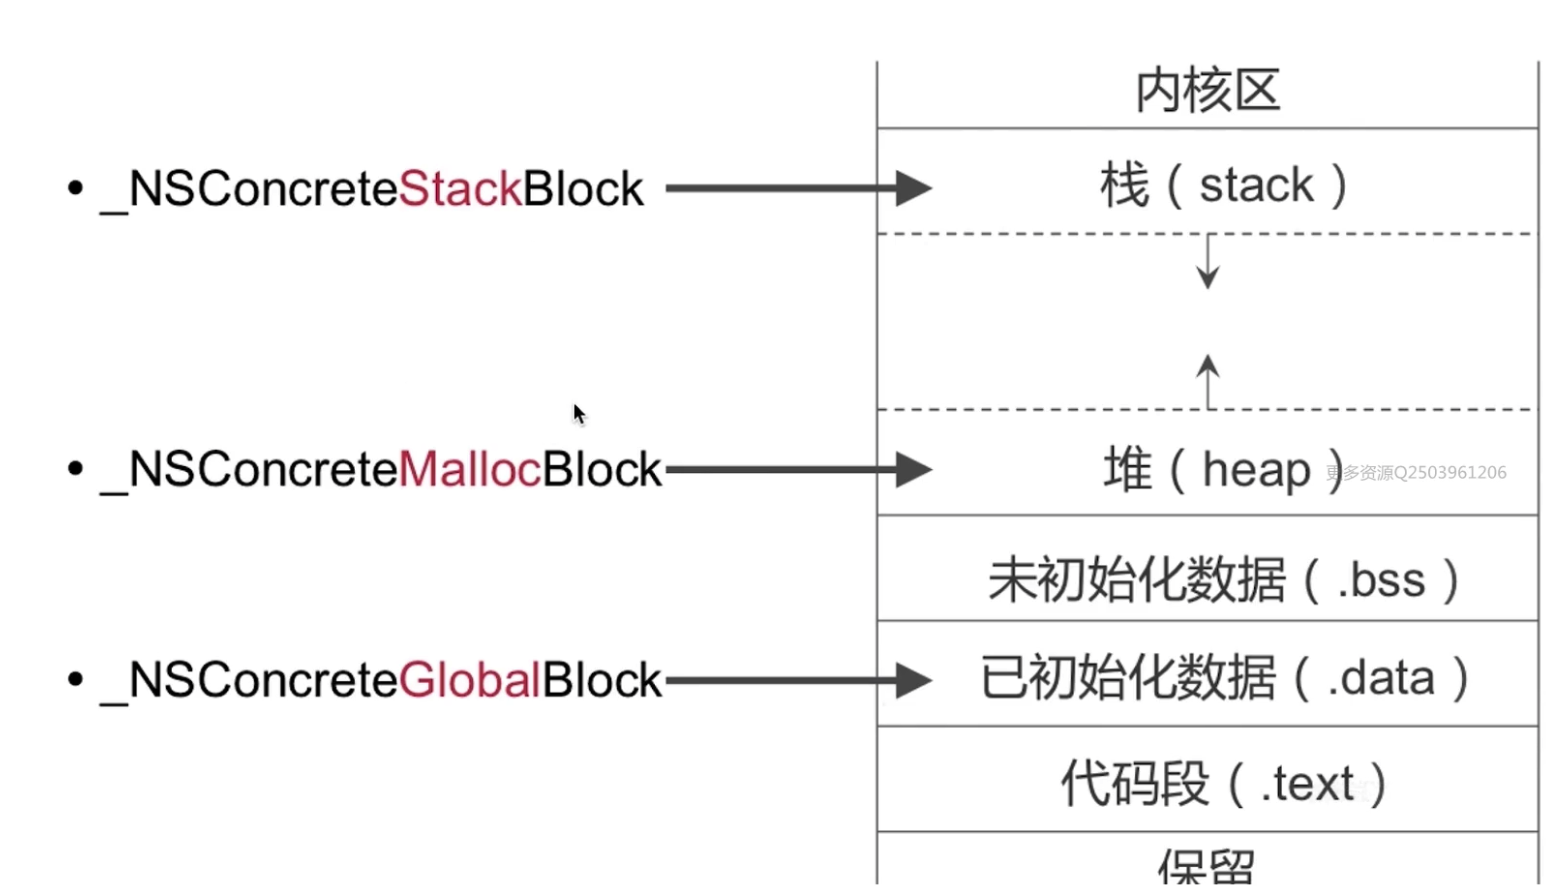 内核区
• _NSConcreteStackBlock
栈（stack）
• _NSConcreteMallocBlock
堆（heap）
更多资源Q2503961206
未初始化数据（.bss）
• _NSConcreteGlobalBlock
已初始化数据（.data）
代码段（.text）
保留